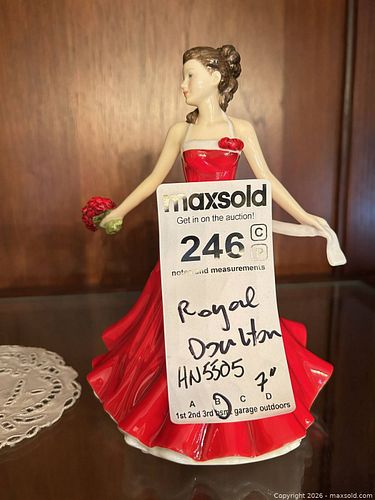 maxsold
Get in on the auction!
246 C
P
notes and measurements
Royal
Doulton
HN5505
7"
A B C D
1st 2nd 3rd bsmt garage outdoors
Copyright 2026 - maxsold.com